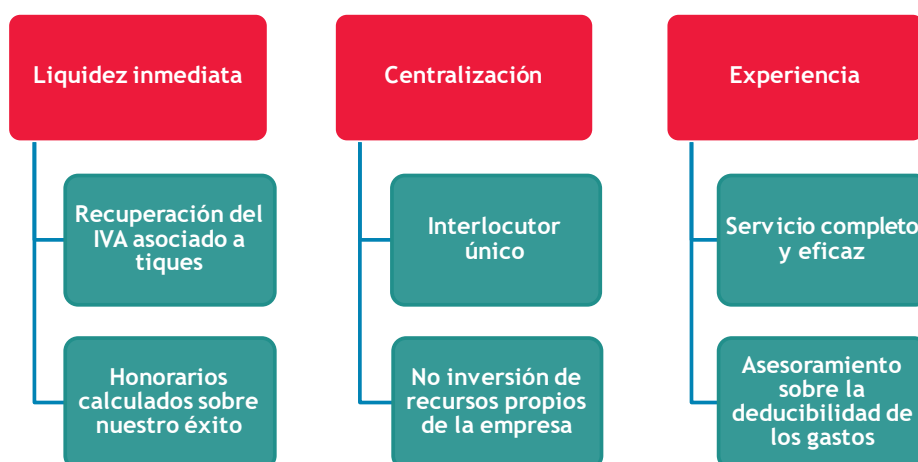 Liquidez inmediata
Recuperación del
IVA asociado a
tiques
Honorarios
calculados sobre
nuestro éxito
Centralización
Interlocutor
único
No inversión de
recursos propios
de la empresa
Experiencia
Servicio completo
y eficaz
Asesoramiento
sobre la
deducibilidad de
los gastos